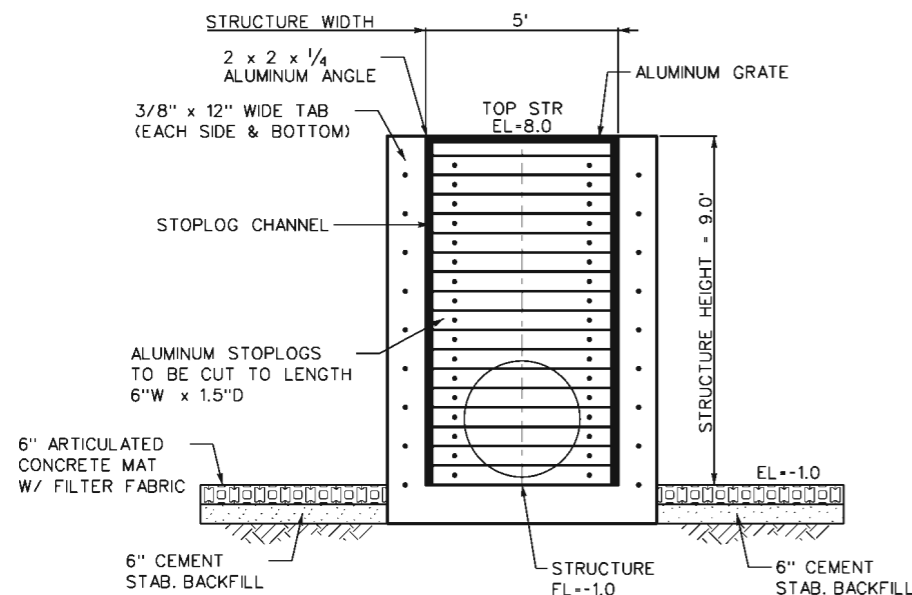 STRUCTURE WIDTH
5'
2 x 2 x 1/4
ALUMINUM ANGLE
ALUMINUM GRATE
3/8" x 12" WIDE TAB
(EACH SIDE & BOTTOM)
TOP STR
EL=8.0
STOPLOG CHANNEL
STRUCTURE HEIGHT = 9.0'
ALUMINUM STOPLOGS
TO BE CUT TO LENGTH
6"W x 1.5"D
6" ARTICULATED
CONCRETE MAT
W/ FILTER FABRIC
EL=-1.0
6" CEMENT
STAB. BACKFILL
STRUCTURE
FL=-1.0
6" CEMENT
STAB. BACKFILL